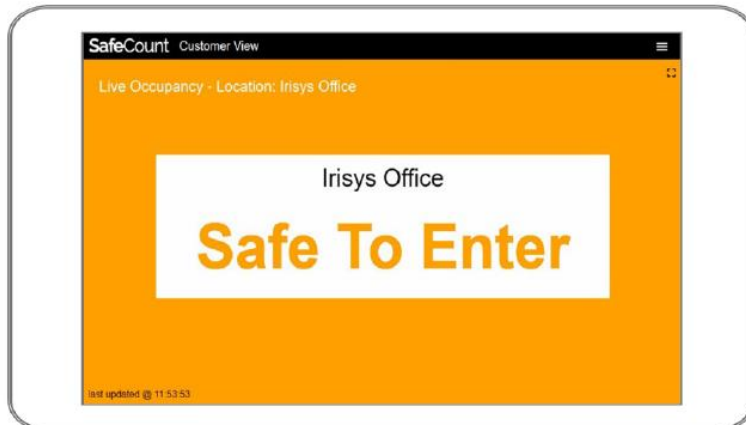 SafeCount Customer View
Live Occupancy - Location: Irisys Office
Irisys Office
Safe To Enter
last updated @ 11:53:53